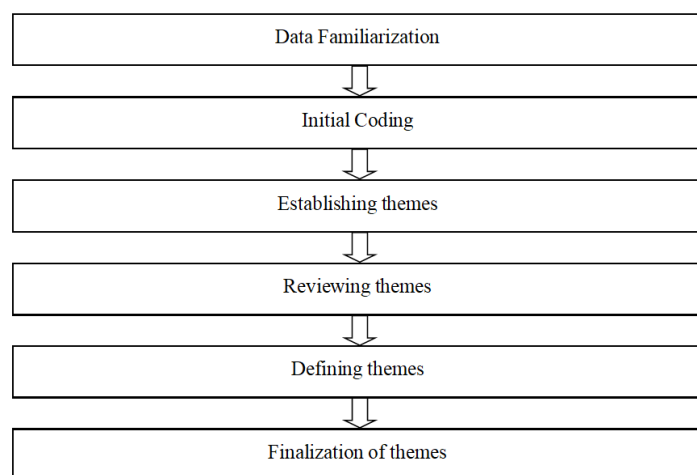 Data Familiarization
Initial Coding
Establishing themes
Reviewing themes
Defining themes
Finalization of themes